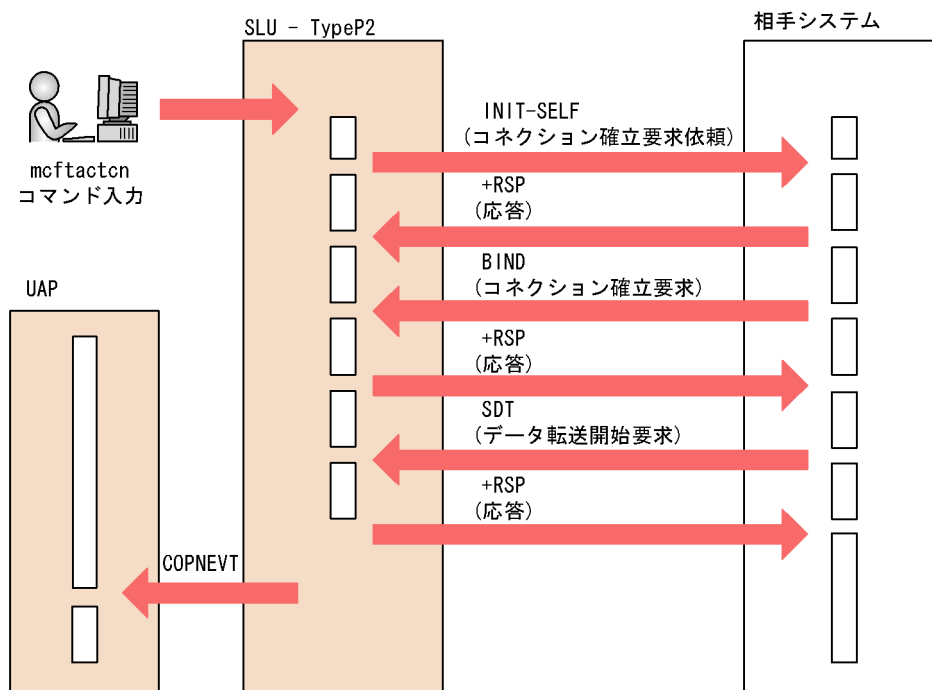 SLU - TypeP2
相手システム
mcftactcn
コマンド入力
INIT-SELF
(コネクション確立要求依頼)
+RSP
(応答)
BIND
(コネクション確立要求)
+RSP
(応答)
SDT
(データ転送開始要求)
+RSP
(応答)
UAP
COPNEVT